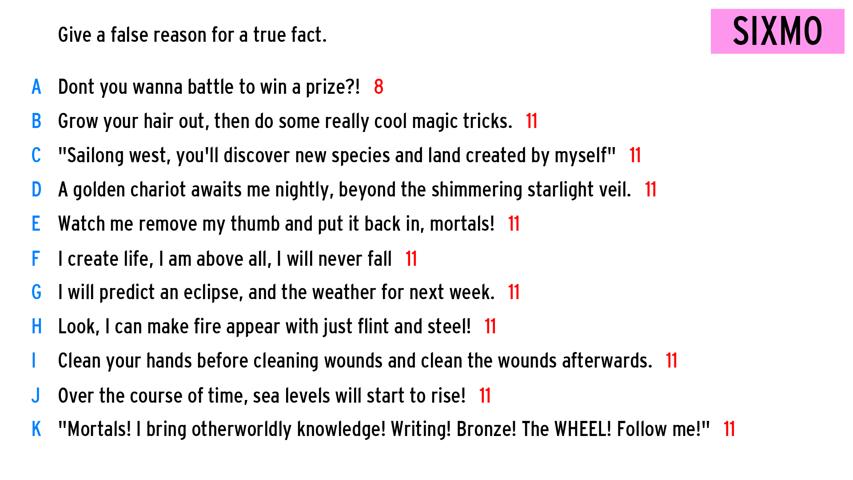 Give a false reason for a true fact.
SIXMO
A Dont you wanna battle to win a prize?! 8
B Grow your hair out, then do some really cool magic tricks. 11
C "Sailong west, you'll discover new species and land created by myself" 11
D A golden chariot awaits me nightly, beyond the shimmering starlight veil. 11
E Watch me remove my thumb and put it back in, mortals! 11
F I create life, I am above all, I will never fall 11
G I will predict an eclipse, and the weather for next week. 11
H Look, I can make fire appear with just flint and steel! 11
I Clean your hands before cleaning wounds and clean the wounds afterwards. 11
J Over the course of time, sea levels will start to rise! 11
K "Mortals! I bring otherworldly knowledge! Writing! Bronze! The WHEEL! Follow me!" 11